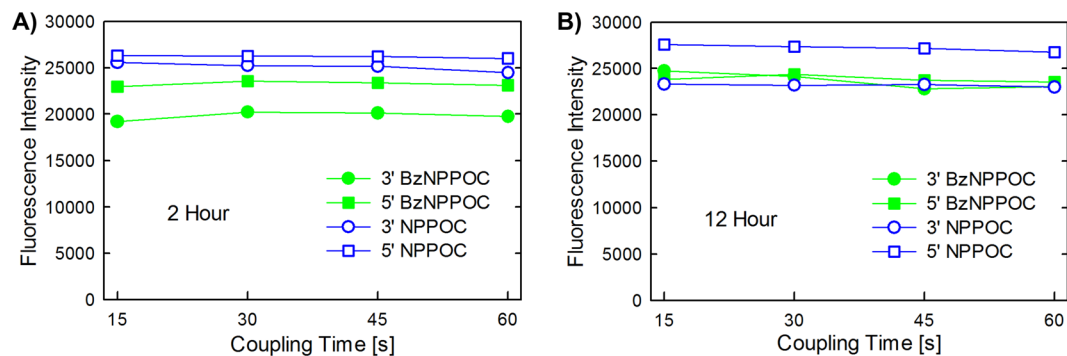 A)
30000
25000
20000
15000
10000
5000
0
Fluorescence Intensity
3' BzNPPOC
5' BzNPPOC
3' NPPOC
5' NPPOC
2 Hour
15 30 45 60
Coupling Time [s]
B)
30000
25000
20000
15000
10000
5000
0
Fluorescence Intensity
3' BzNPPOC
5' BzNPPOC
3' NPPOC
5' NPPOC
12 Hour
15 30 45 60
Coupling Time [s]